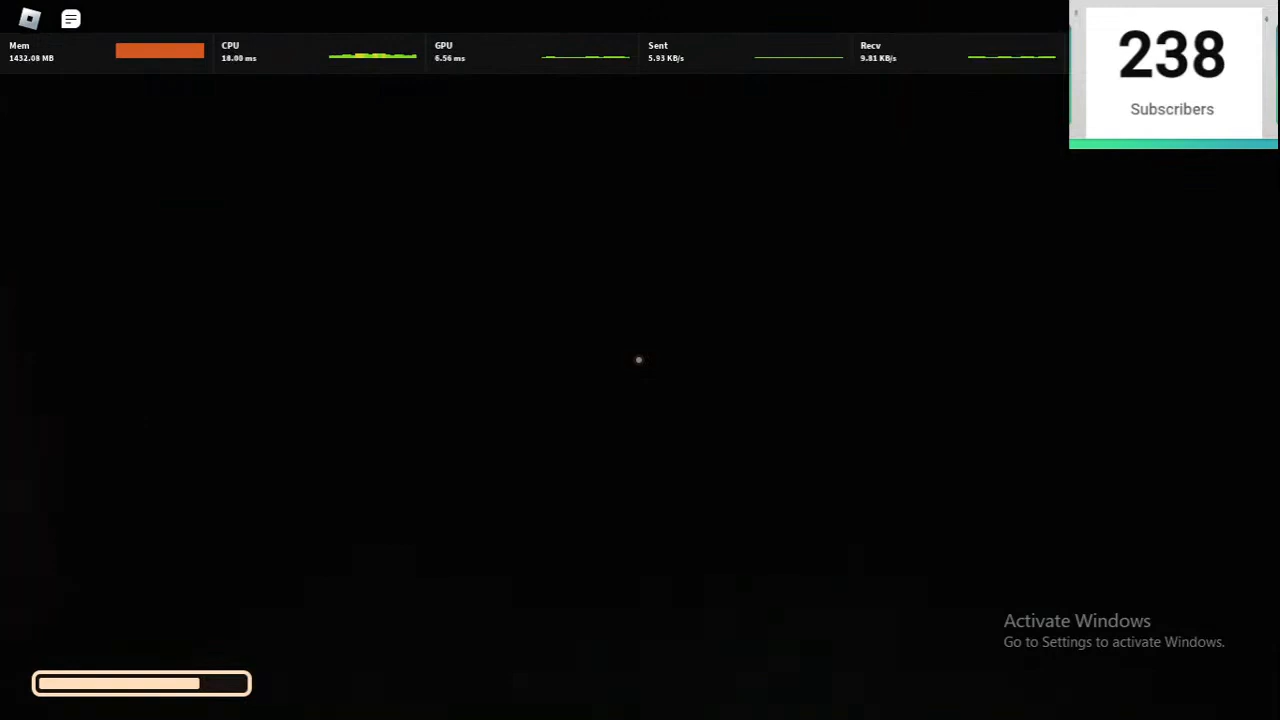 Mem
1432.08 MB
CPU
18.00 ms
GPU
6.56 ms
Sent
5.93 KB/s
Recv
9.81 KB/s
238
Subscribers
Activate Windows
Go to Settings to activate Windows.